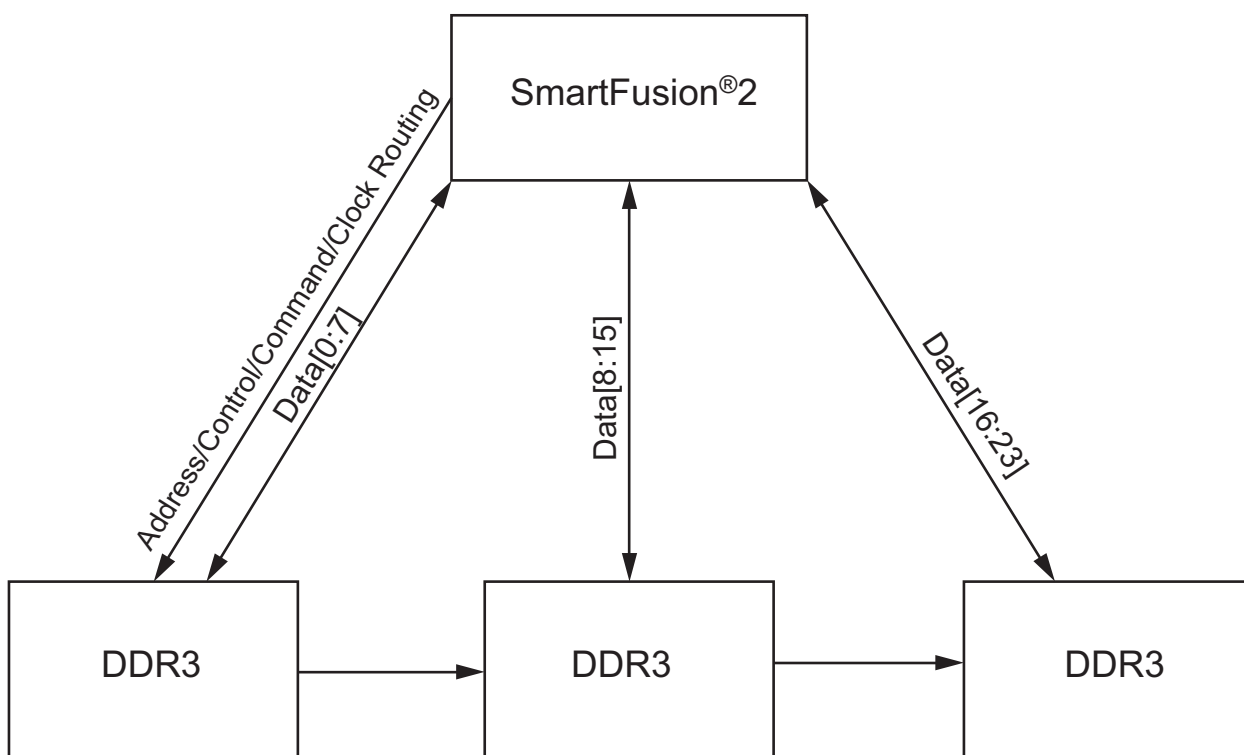 SmartFusion®2
Address/Control/Command/Clock Routing
Data[0:7]
Data[8:15]
Data[16:23]
DDR3
DDR3
DDR3